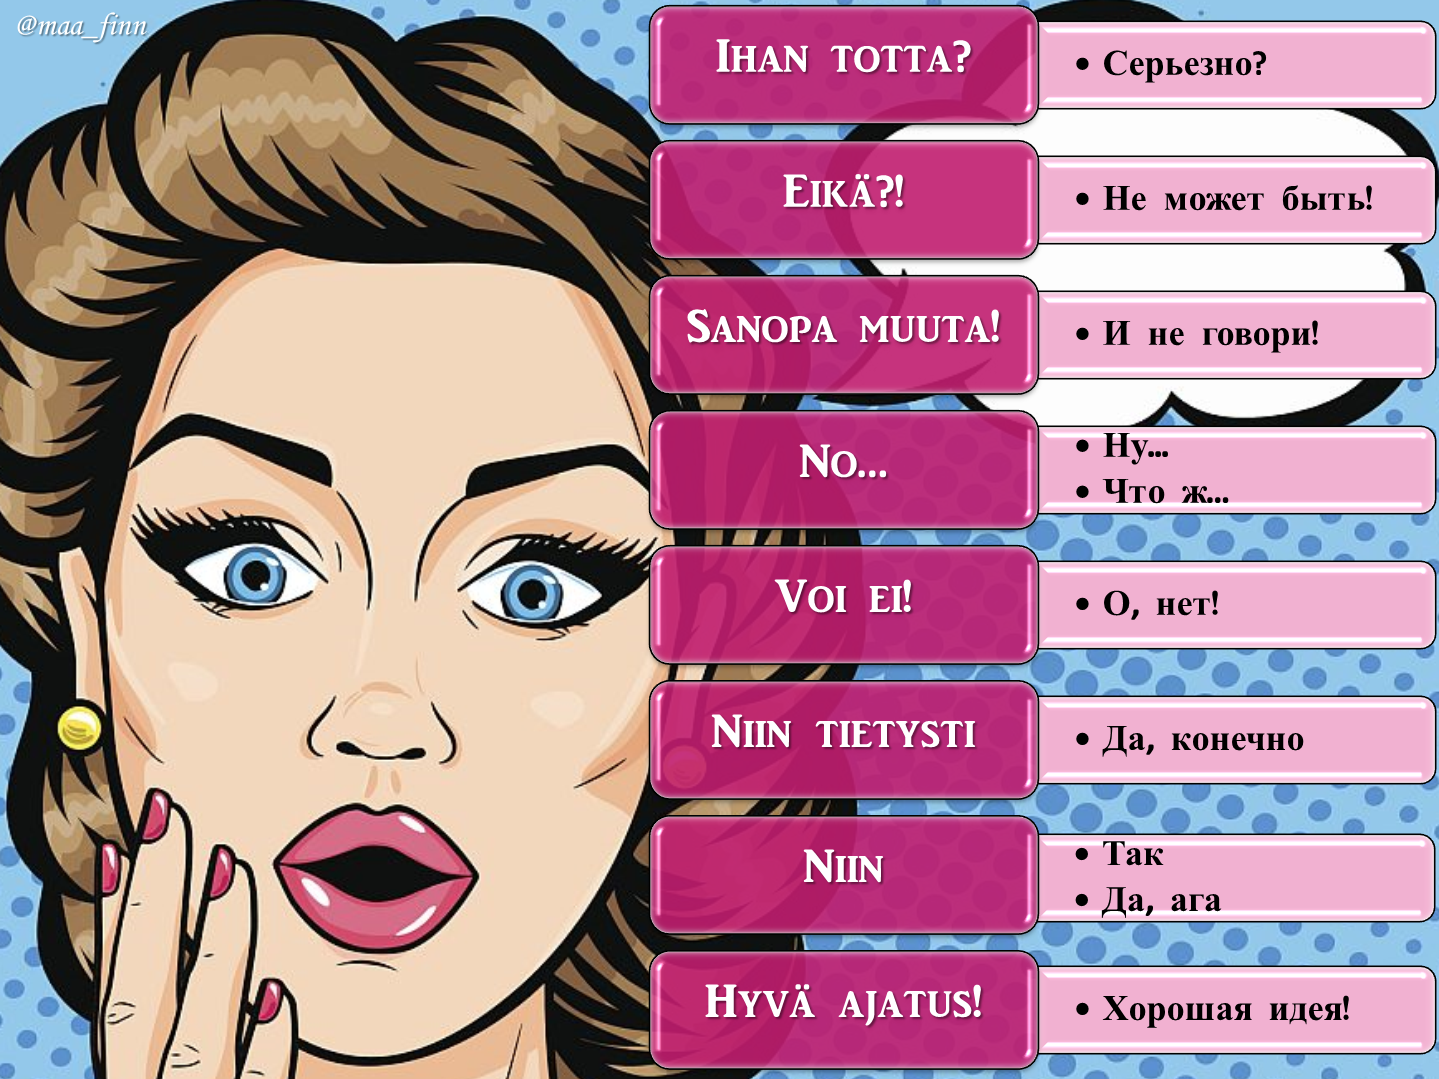 @maa_finn
Ihan totta?
• Серьезно?
Eikä?!
• Не может быть!
Sanopa muuta!
• И не говори!
No...
• Ну...
• Что ж...
Voi ei!
• О, нет!
Niin tietysti
• Да, конечно
Niin
• Так
• Да, ага
Hyvä ajatus!
• Хорошая идея!